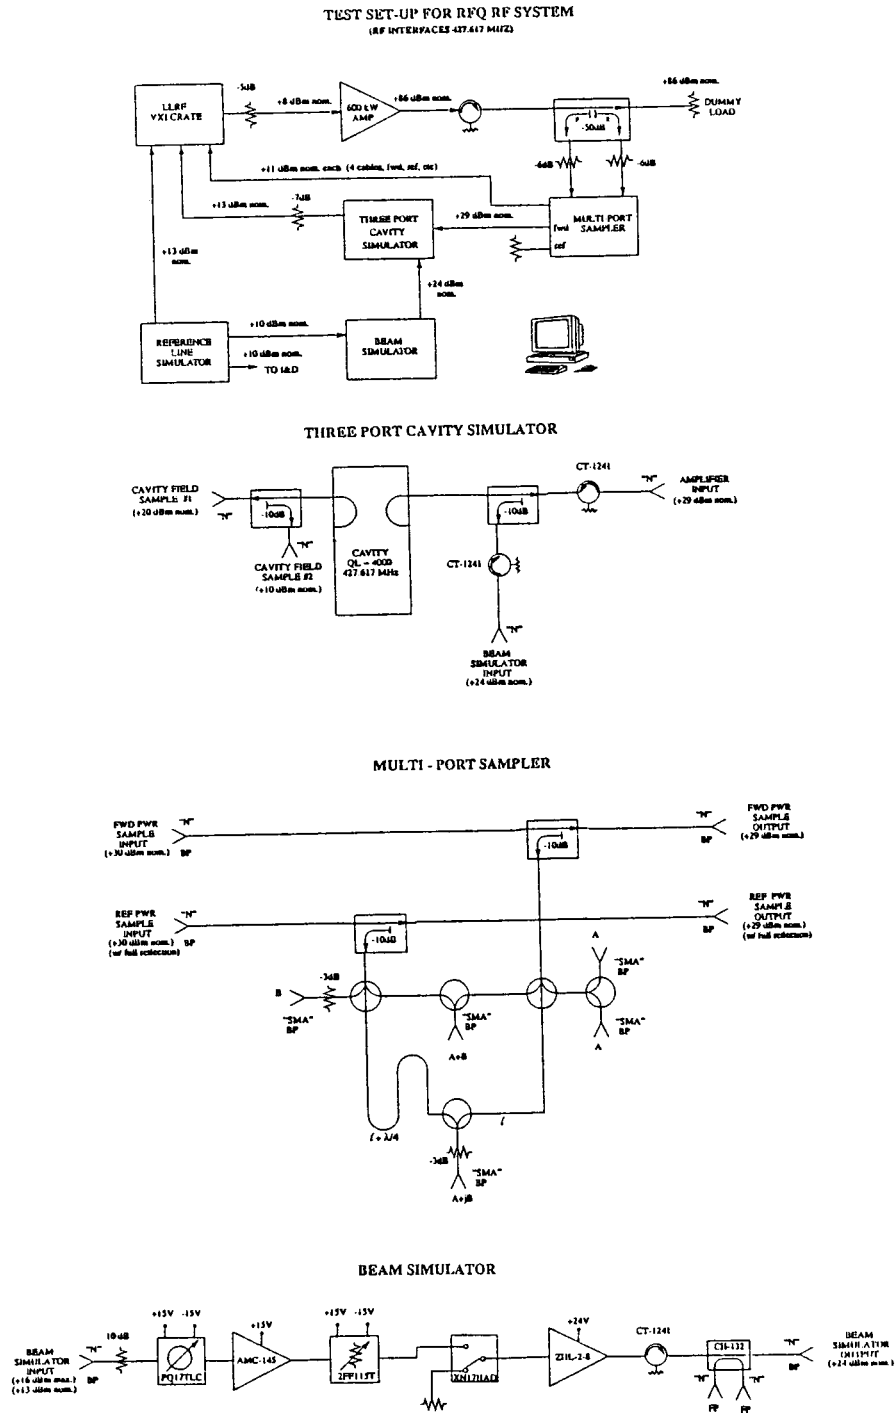 TEST SET-UP FOR RFQ RF SYSTEM
(RF INTERFACES 427.617 MHZ)
LLRF
VXI CRATE
-5dB
+8 dBm nom.
600 kW
AMP
+86 dBm nom.
-50dB
+86 dBm nom.
DUMMY
LOAD
-6dB
-6dB
+11 dBm nom. each (4 cables, fwd, ref, etc)
+13 dBm nom.
-7dB
THREE PORT
CAVITY
SIMULATOR
+29 dBm nom.
fwd
ref
MULTI PORT
SAMPLER
+13 dBm
nom.
+24 dBm
nom.
REFERENCE
LINE
SIMULATOR
+10 dBm nom.
+10 dBm nom.
TO I&D
BEAM
SIMULATOR
THREE PORT CAVITY SIMULATOR
CAVITY FIELD
SAMPLE #1
(+20 dBm nom.)
"N"
-10dB
"N"
CAVITY FIELD
SAMPLE #2
(+10 dBm nom.)
CAVITY
QL = 4000
427.617 MHz
-10dB
CT-1241
"N"
AMPLIFIER
INPUT
(+29 dBm nom.)
CT-1241
"N"
BEAM
SIMULATOR
INPUT
(+24 dBm nom.)
MULTI - PORT SAMPLER
FWD PWR
SAMPLE
INPUT
(+30 dBm nom.)
"N"
BP
-10dB
"N"
BP
FWD PWR
SAMPLE
OUTPUT
(+29 dBm nom.)
REF PWR
SAMPLE
INPUT
(+30 dBm nom.)
(w/ full reflection)
"N"
BP
-10dB
"N"
BP
REF PWR
SAMPLE
OUTPUT
(+29 dBm nom.)
(w/ full reflection)
B
-3dB
"SMA"
BP
"SMA"
BP
A+B
A
"SMA"
BP
"SMA"
BP
A
ℓ + λ/4
ℓ
-3dB
"SMA"
BP
A+jB
BEAM SIMULATOR
BEAM
SIMULATOR
INPUT
(+16 dBm max.)
(+13 dBm nom.)
"N"
BP
10 dB
+15V -15V
PQ17TLC
+15V
AMC-145
+15V -15V
2FP115T
XN17HAD
+24V
ZHL-2-8
CT-1241
CH-132
"N"
"N"
FP
FP
"N"
BP
BEAM
SIMULATOR
OUTPUT
(+24 dBm nom.)